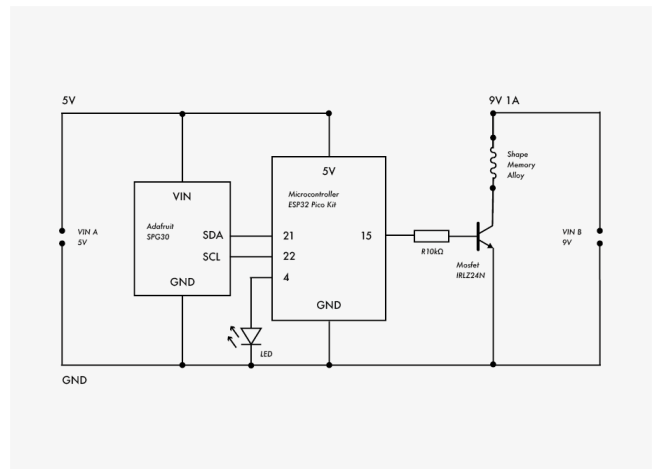 5V
9V 1A
5V
Shape
Memory
Alloy
Microcontroller
ESP32 Pico Kit
VIN
Adafruit
SPG30
SDA
SCL
21
22
4
15
VIN A
5V
VIN B
9V
R10kΩ
Mosfet
IRLZ24N
GND
GND
LED
GND